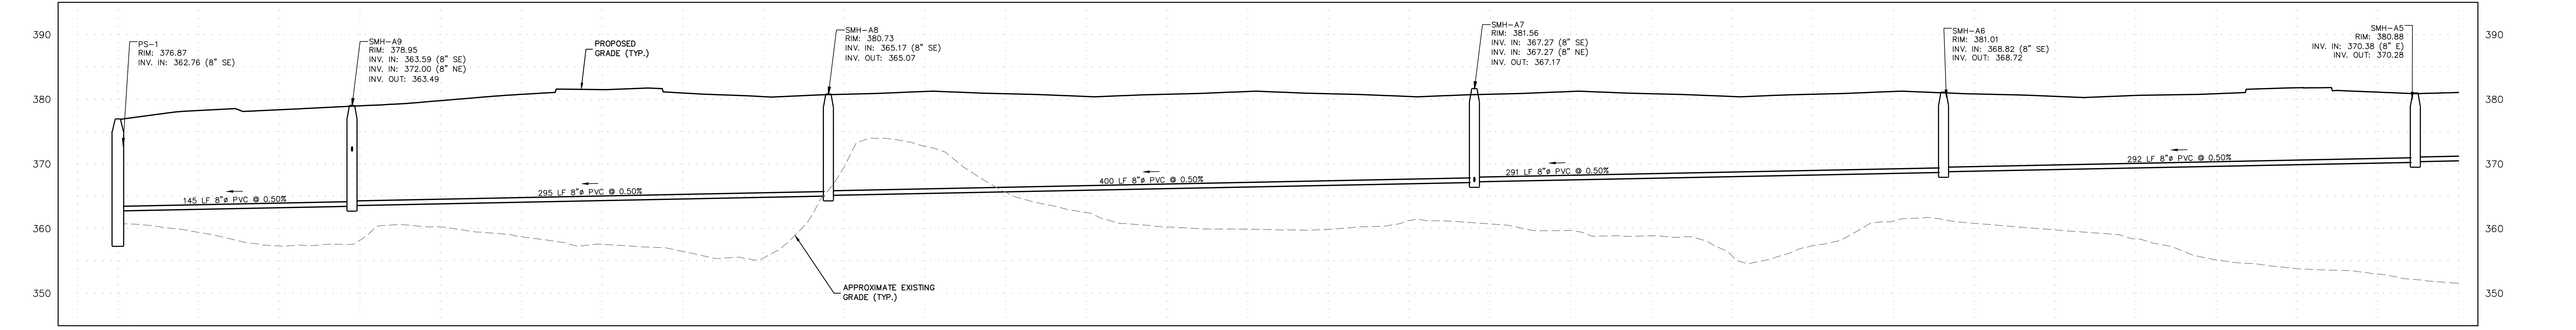 390
380
370
360
350
PS-1
RIM: 376.87
INV. IN: 362.76 (8" SE)
SMH-A9
RIM: 378.95
INV. IN: 363.59 (8" SE)
INV. IN: 372.00 (8" NE)
INV. OUT: 363.49
PROPOSED
GRADE (TYP.)
SMH-A8
RIM: 380.73
INV. IN: 365.17 (8" SE)
INV. OUT: 365.07
SMH-A7
RIM: 381.56
INV. IN: 367.27 (8" SE)
INV. IN: 367.27 (8" NE)
INV. OUT: 367.17
SMH-A6
RIM: 381.01
INV. IN: 368.82 (8" SE)
INV. OUT: 368.72
SMH-A5
RIM: 380.88
INV. IN: 370.38 (8" E)
INV. OUT: 370.28
145 LF 8"ø PVC @ 0.50%
295 LF 8"ø PVC @ 0.50%
400 LF 8"ø PVC @ 0.50%
291 LF 8"ø PVC @ 0.50%
292 LF 8"ø PVC @ 0.50%
APPROXIMATE EXISTING
GRADE (TYP.)
390
380
370
360
350